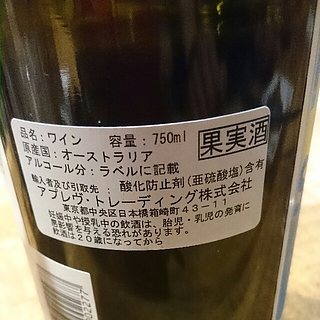 品名：ワイン　容量：750ml
果実酒
原産国：オーストラリア
アルコール分：ラベルに記載
輸入者及び引取先：酸化防止剤(亜硫酸塩)含有
アプレヴ・トレーディング株式会社
東京都中央区日本橋箱崎町43－11
妊娠中や授乳中の飲酒は、胎児・乳児の発育に
悪影響を与える恐れがあります。
飲酒は20歳になってから